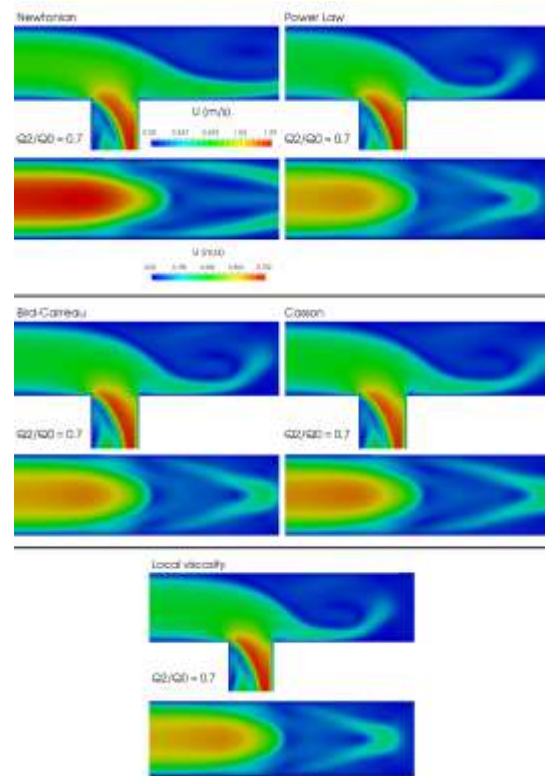 Newtonian
Power Law
U (m/s)
Q2/Q0 = 0.7
Q2/Q0 = 0.7
U (m/s)
Bird-Carreau
Casson
Q2/Q0 = 0.7
Q2/Q0 = 0.7
Local viscosity
Q2/Q0 = 0.7